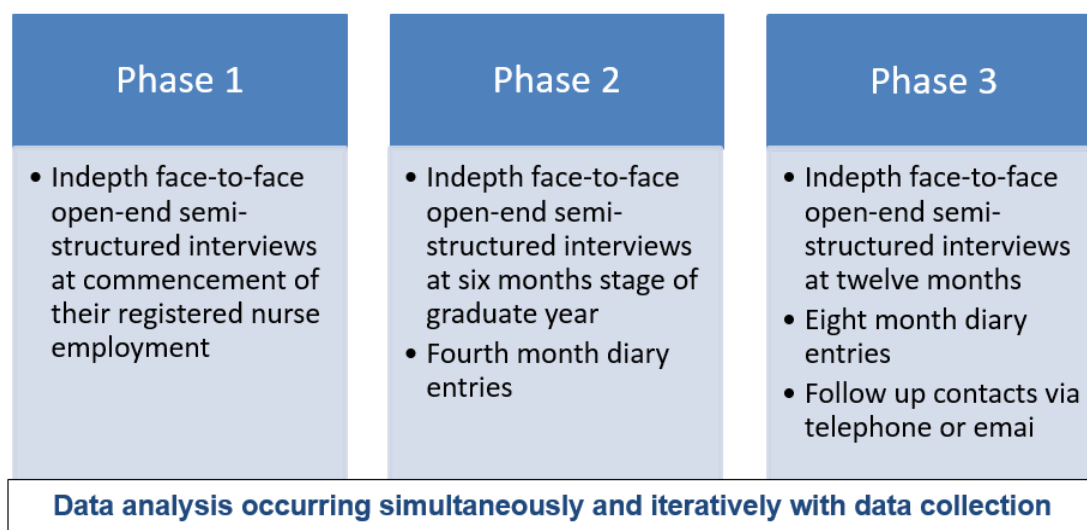 Phase 1
• Indepth face-to-face
open-end semi-
structured interviews
at commencement of
their registered nurse
employment
Phase 2
• Indepth face-to-face
open-end semi-
structured interviews
at six months stage of
graduate year
• Fourth month diary
entries
Phase 3
• Indepth face-to-face
open-end semi-
structured interviews
at twelve months
• Eight month diary
entries
• Follow up contacts via
telephone or emai
Data analysis occurring simultaneously and iteratively with data collection